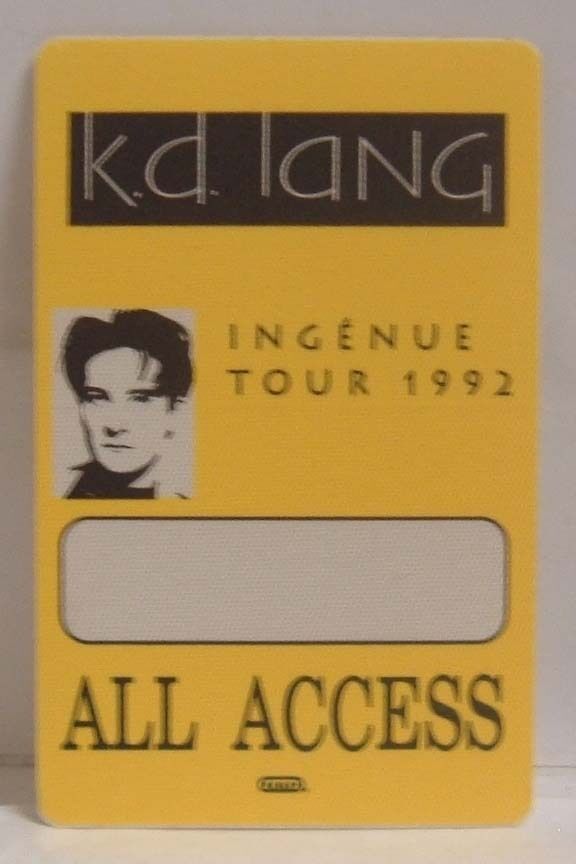 k.d. lang
INGÉNUE
TOUR 1992
ALL ACCESS